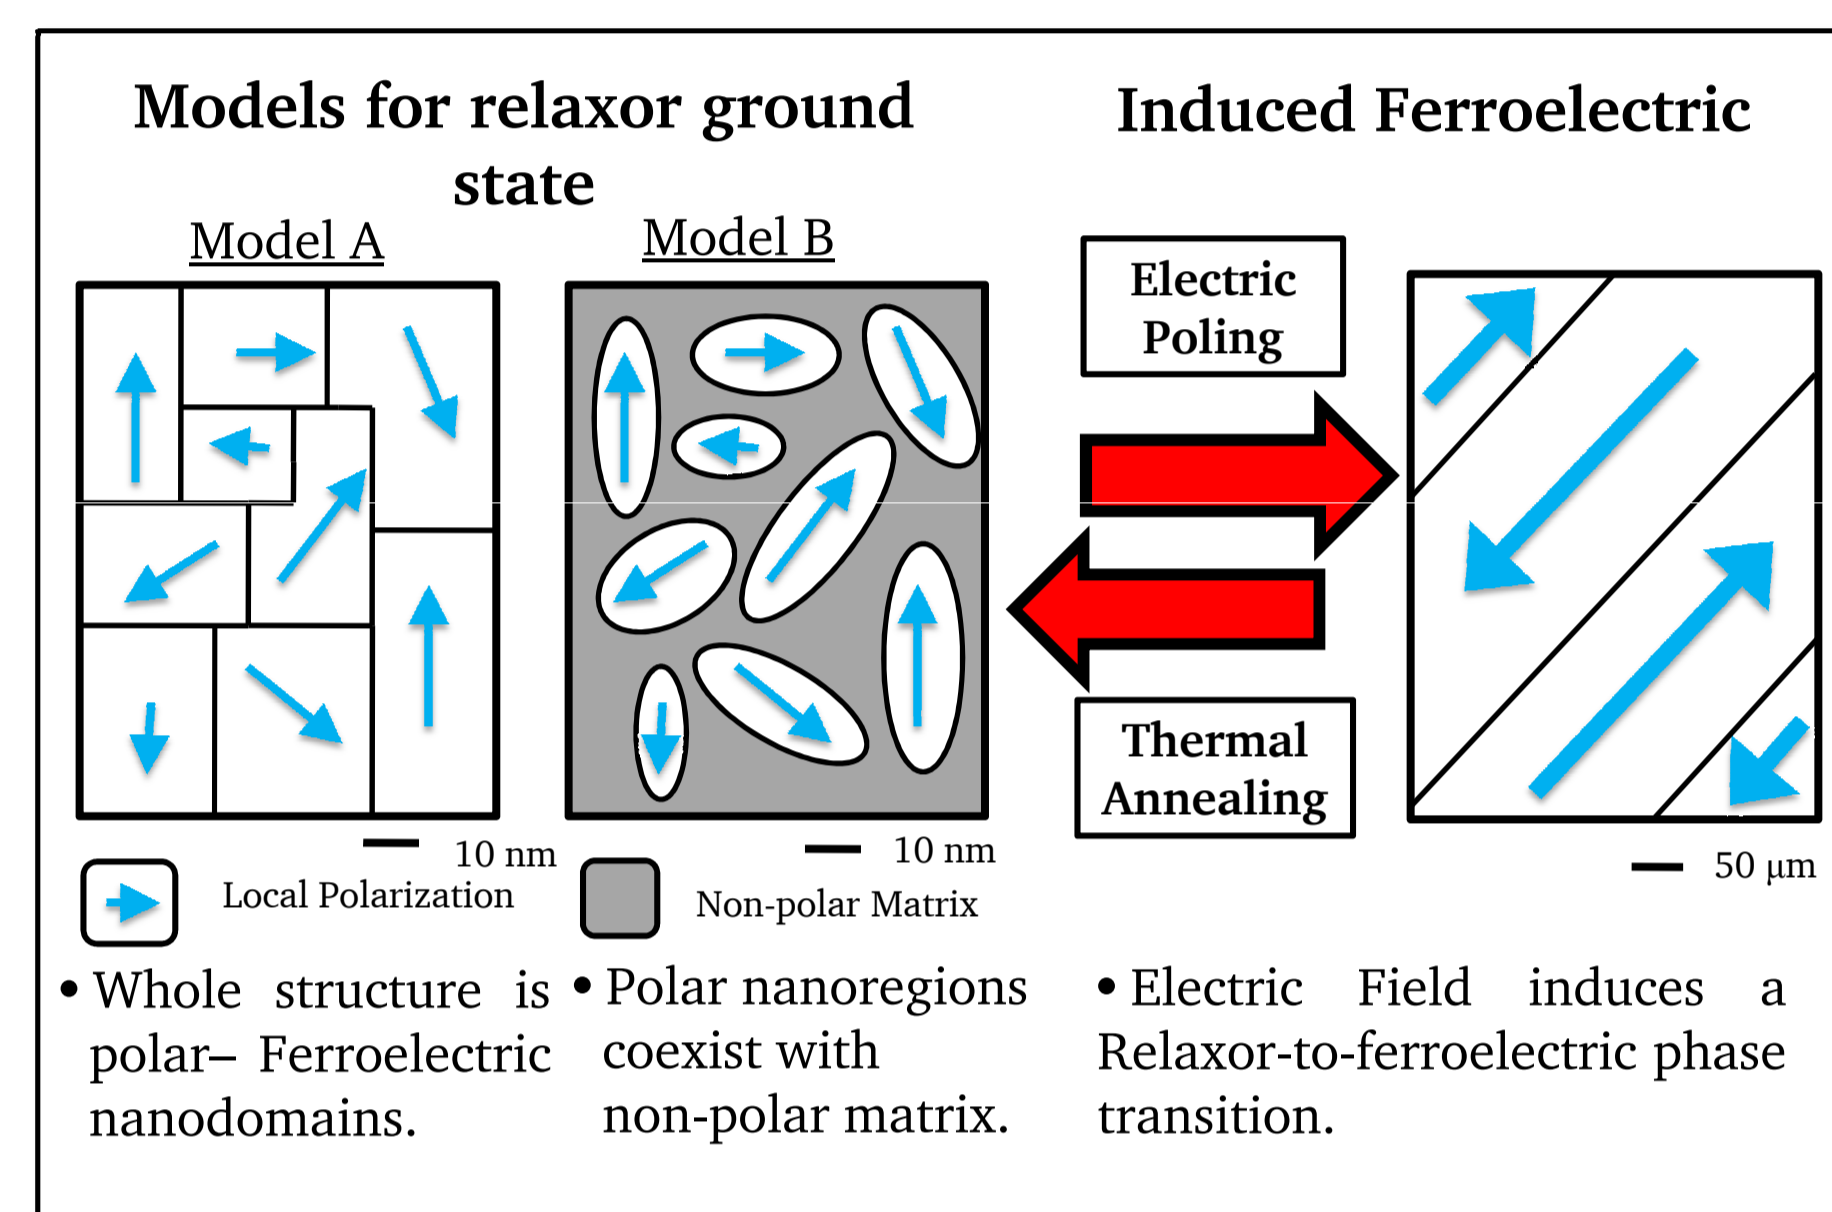 Models for relaxor ground
state
Model A
Model B
10 nm
10 nm
Local Polarization
Non-polar Matrix
• Whole structure is
polar– Ferroelectric
nanodomains.
• Polar nanoregions
coexist with
non-polar matrix.
Induced Ferroelectric
Electric
Poling
Thermal
Annealing
50 μm
• Electric Field induces a
Relaxor-to-ferroelectric phase
transition.